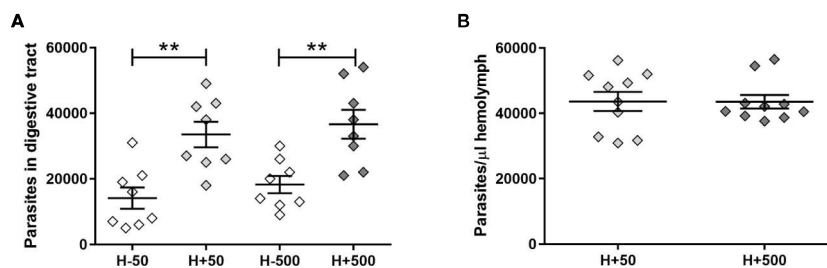 A
Parasites in digestive tract
60000
40000
20000
0
**
**
H-50
H+50
H-500
H+500
B
Parasites/μl hemolymph
60000
40000
20000
0
H+50
H+500